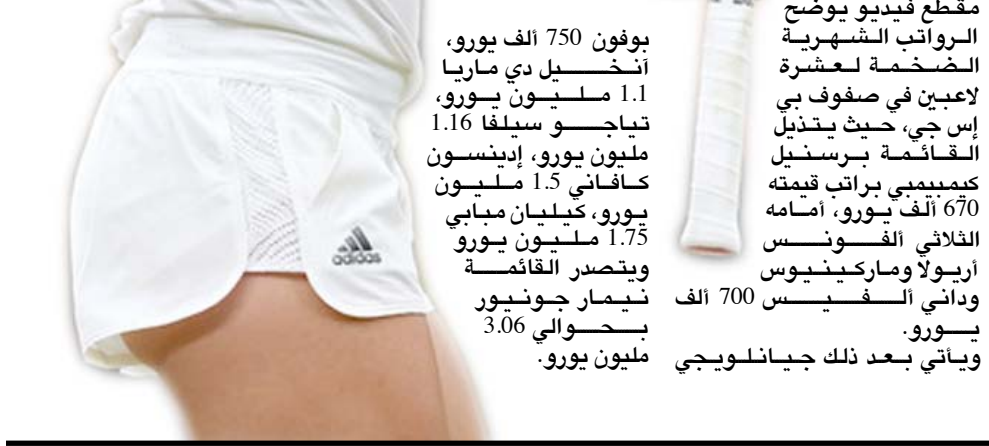 مقطع فيديو يوضح
الرواتب الشهرية
الضخمة لعشرة
لاعبين في صفوف بي
إس جي، حيث يتذيل
القائمة برسنيل
كيمبيمبي براتب قيمته
670 ألف يورو، أمامه
الثلاثي ألفونس
أريولا وماركينيوس
وداني ألفيس 700 ألف
يورو.
ويأتي بعد ذلك جيانلويجي
بوفون 750 ألف يورو،
آنخيل دي ماريا
1.1 مليون يورو،
تياجو سيلفا 1.16
مليون يورو، إدينسون
كافاني 1.5 مليون
يورو، كيليان مبابي
1.75 مليون يورو
ويتصدر القائمة
نيمار جونيور
بحوالي 3.06
مليون يورو.
adidas